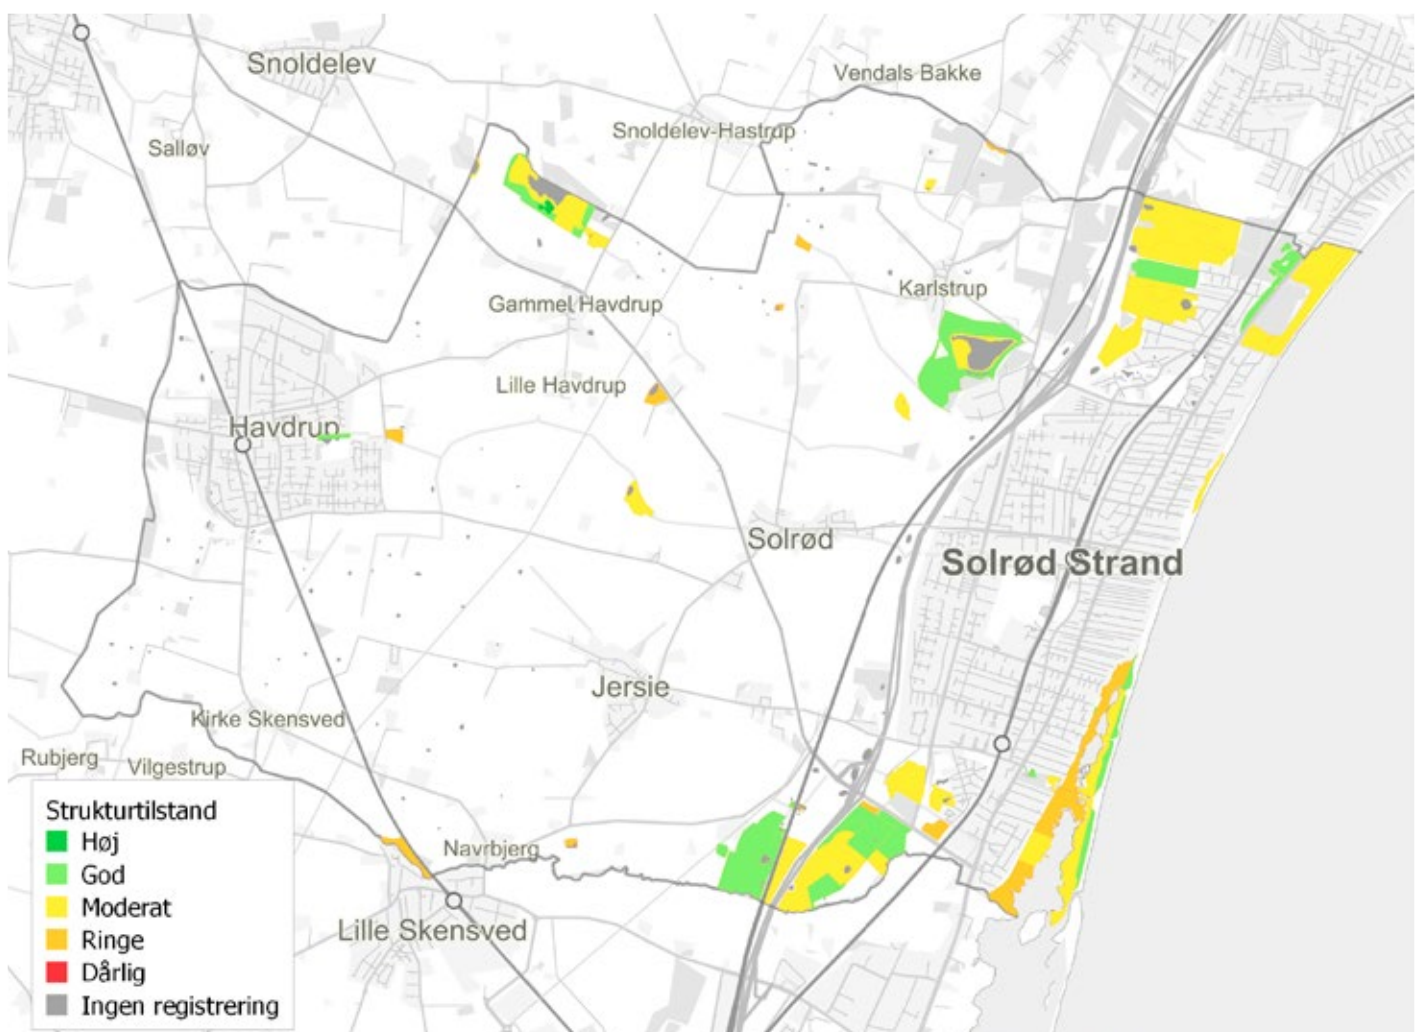 Snoldelev
Vendals Bakke
Snoldelev-Hastrup
Salløv
Karlstrup
Gammel Havdrup
Lille Havdrup
Havdrup
Solrød
Solrød Strand
Jersie
Kirke Skensved
Rubjerg
Vilgestrup
Navrbjerg
Lille Skensved
Strukturtilstand
Høj
God
Moderat
Ringe
Dårlig
Ingen registrering